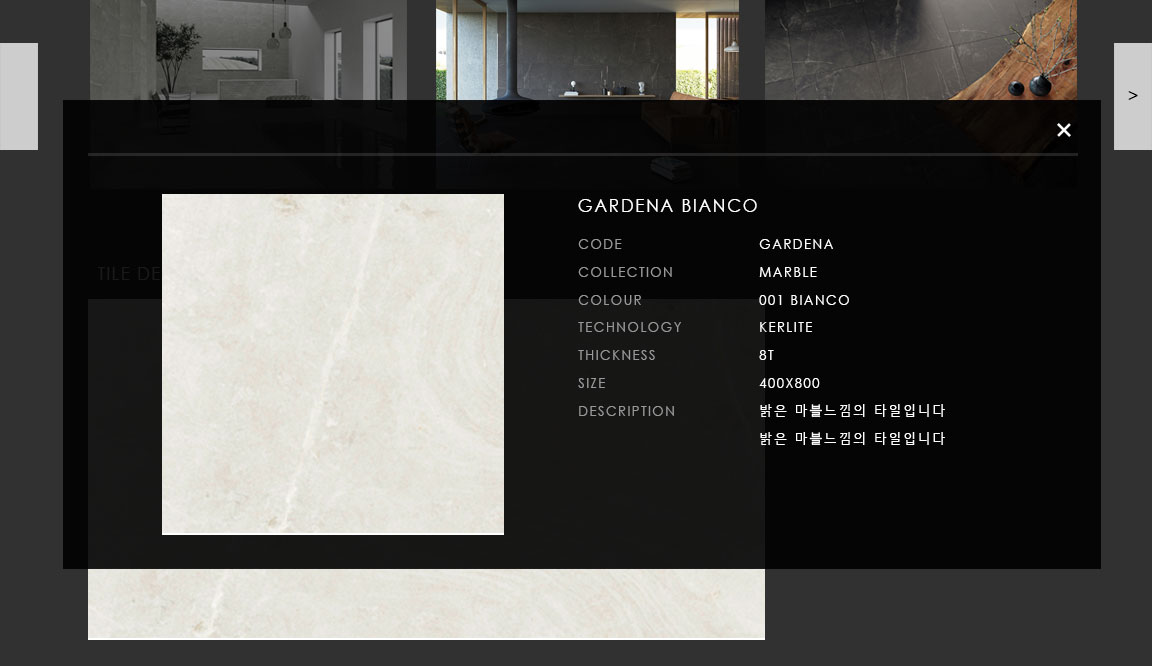 >
×
GARDENA BIANCO
CODE GARDENA
COLLECTION MARBLE
COLOUR 001 BIANCO
TECHNOLOGY KERLITE
THICKNESS 8T
SIZE 400X800
DESCRIPTION 밝은 마블느낌의 타일입니다
밝은 마블느낌의 타일입니다
TILE DE